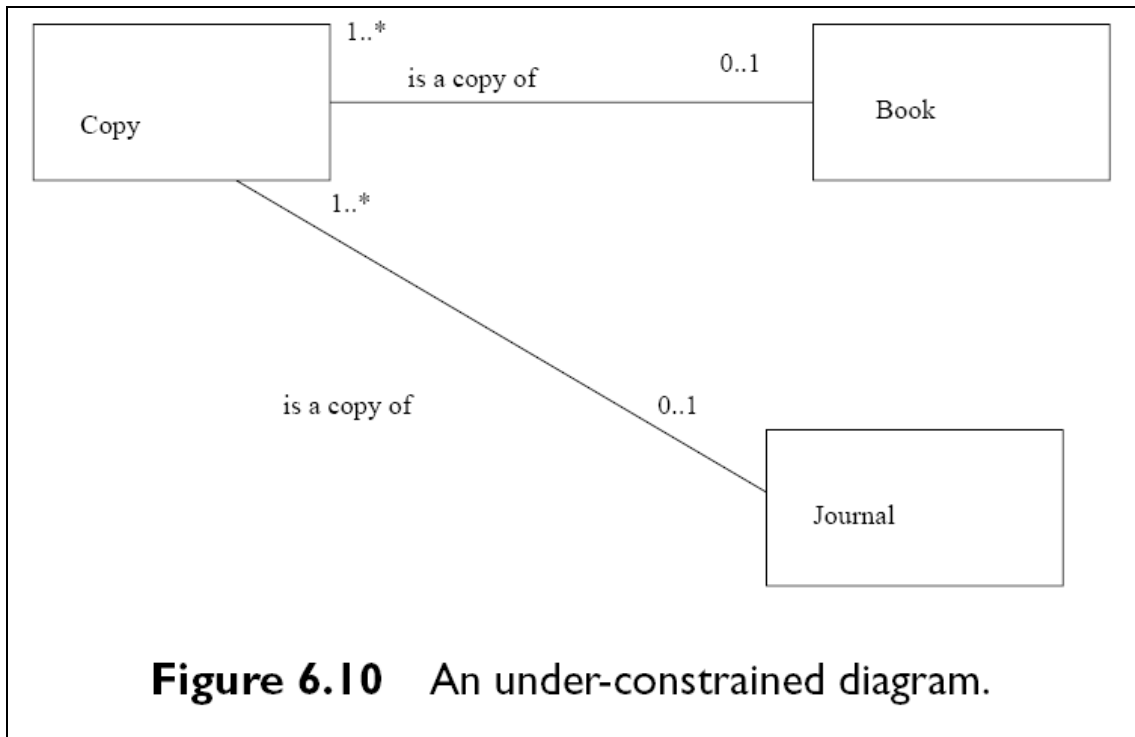 1..*
is a copy of
0..1
Copy
Book
1..*
is a copy of
0..1
Journal
Figure 6.10 An under-constrained diagram.